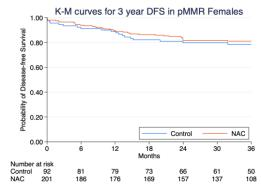 K-M curves for 3 year DFS in pMMR Females
Probability of Disease-free Survival
1.00
0.80
0.60
0.40
0.20
0.00
0 6 12 18 24 30 36
Months
Control NAC
Number at risk
Control 92 81 79 73 66 61 50
NAC 201 186 176 169 157 137 108